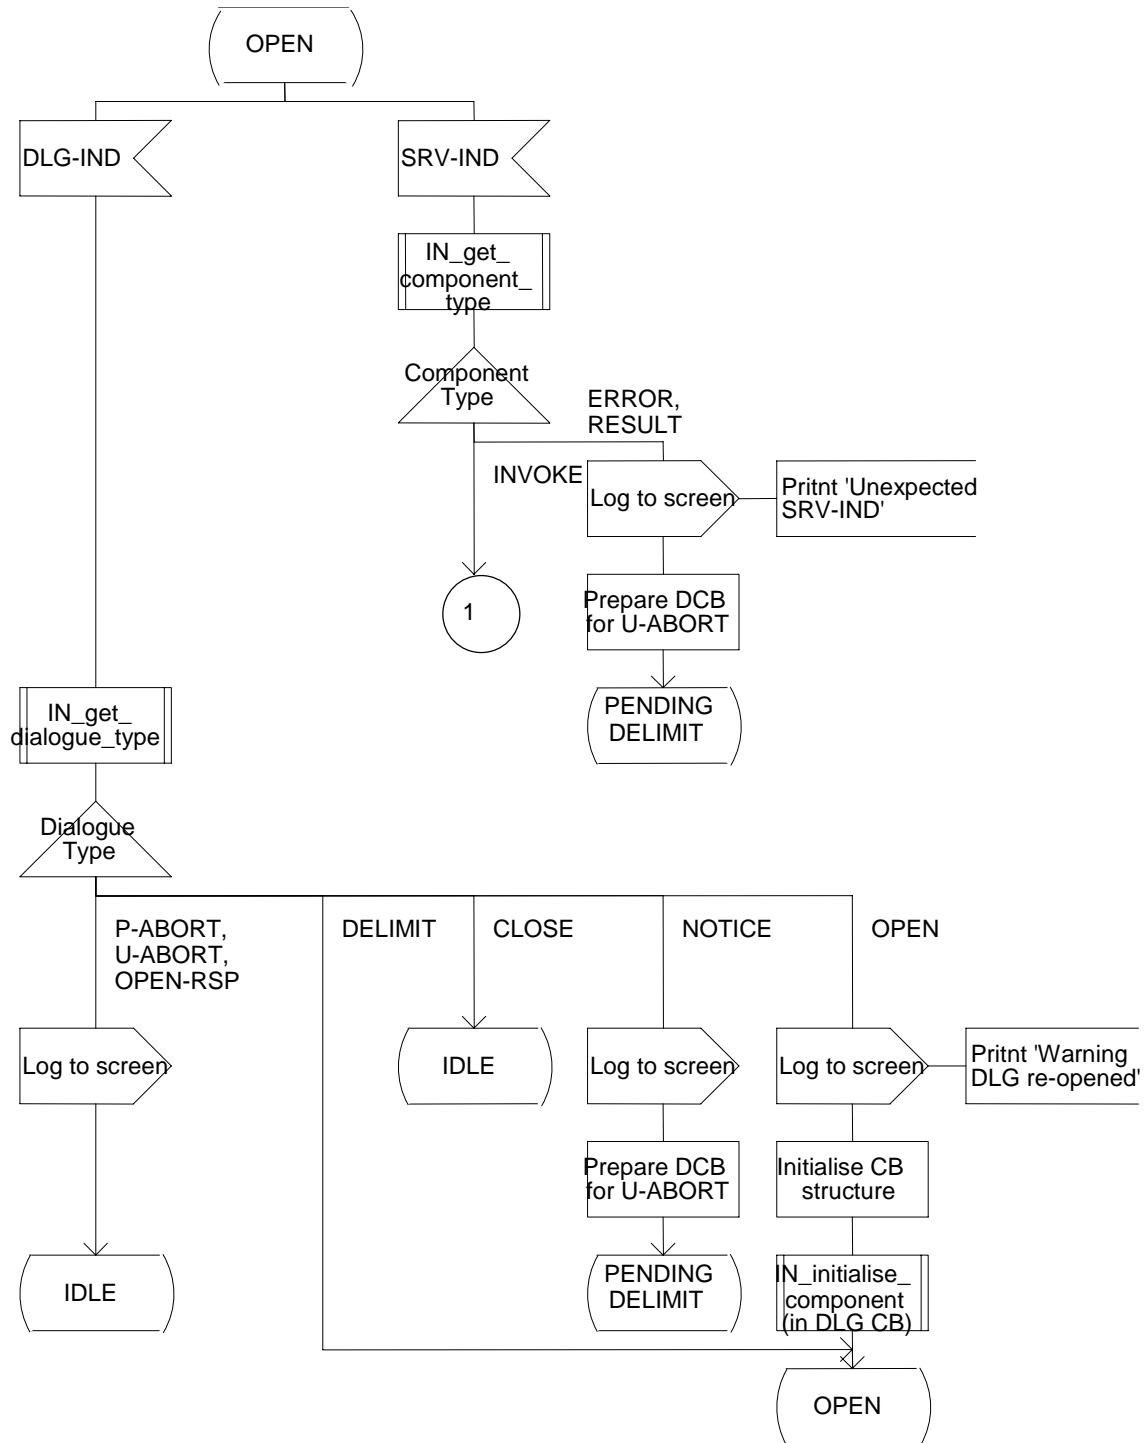 OPEN
DLG-IND
SRV-IND
IN_get_
component_
type
Component
Type
ERROR,
RESULT
INVOKE
Log to screen
Pritnt 'Unexpected
SRV-IND'
1
Prepare DCB
for U-ABORT
PENDING
DELIMIT
IN_get_
dialogue_type
Dialogue
Type
P-ABORT,
U-ABORT,
OPEN-RSP
DELIMIT
CLOSE
NOTICE
OPEN
Log to screen
IDLE
Log to screen
Log to screen
Pritnt 'Warning
DLG re-opened'
Prepare DCB
for U-ABORT
Initialise CB
structure
IDLE
PENDING
DELIMIT
IN_initialise_
component
(in DLG CB)
OPEN